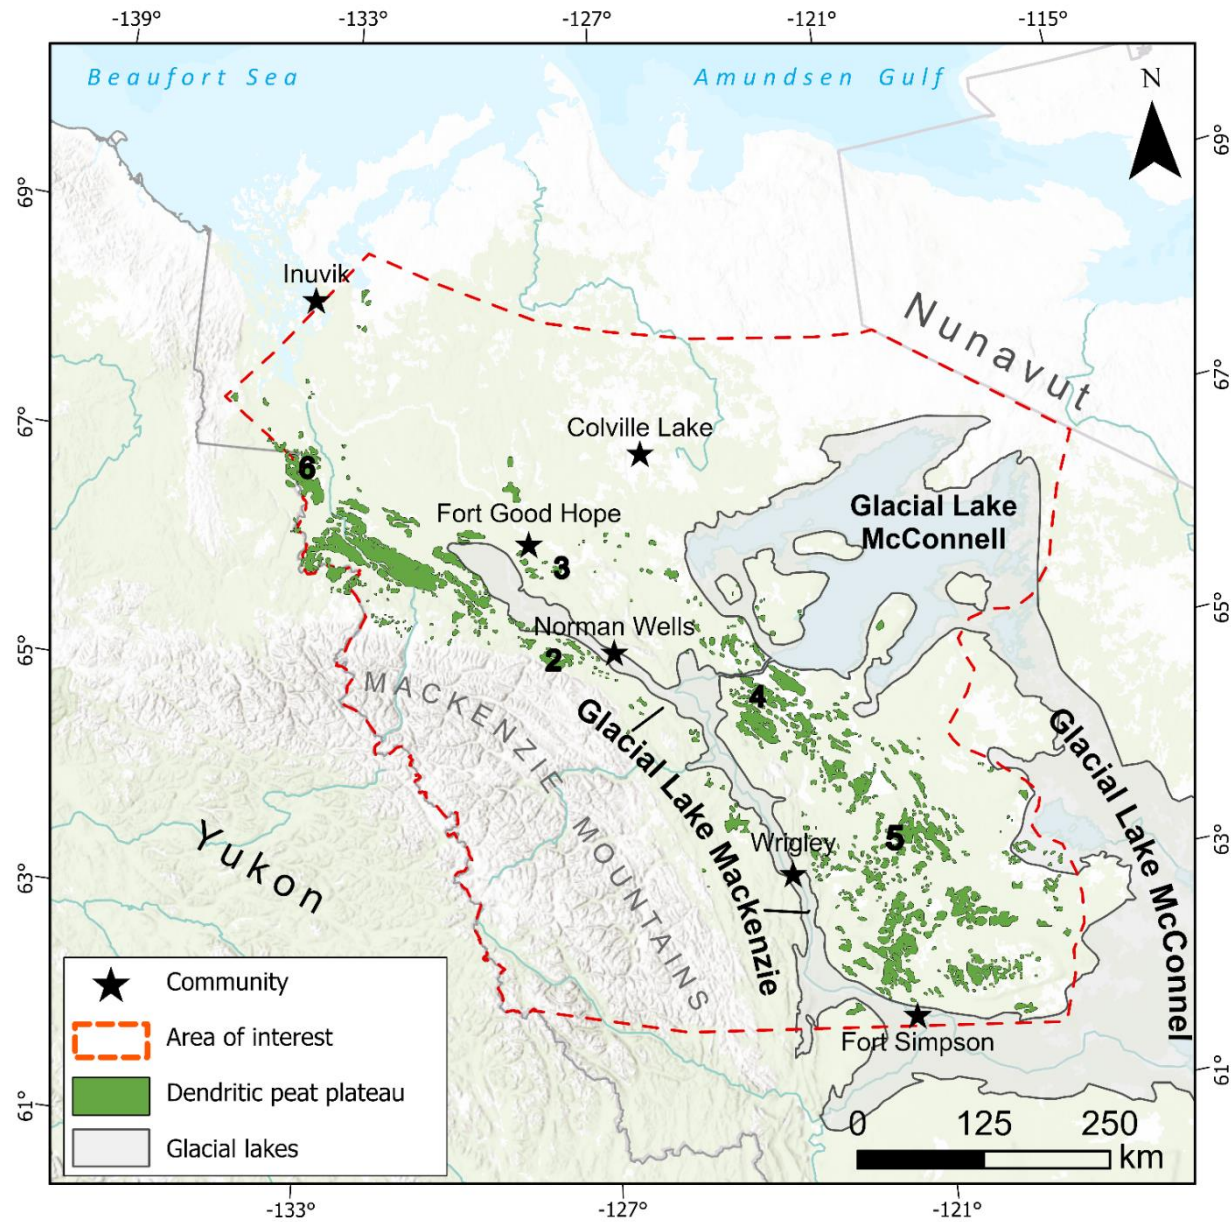 -139° -133° -127° -121° -115°
Beaufort Sea
Amundsen Gulf
N
69°
69°
Inuvik
Nunavut
67°
67°
Colville Lake
6
Fort Good Hope
Glacial Lake
McConnell
3
65°
65°
Norman Wells
2
4
MACKENZIE MOUNTAINS
Glacial Lake Mackenzie
Glacial Lake McConnel
Yukon
5
Wrigley
63°
63°
Fort Simpson
61°
61°
Community
Area of interest
Dendritic peat plateau
Glacial lakes
0 125 250
km
-133° -127° -121°